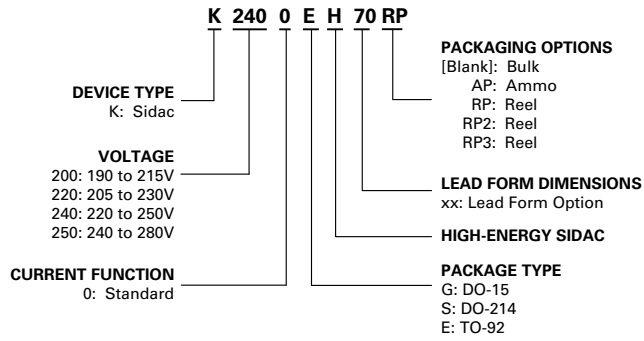 K 240 0 E H 70 RP
DEVICE TYPE
K: Sidac
VOLTAGE
200: 190 to 215V
220: 205 to 230V
240: 220 to 250V
250: 240 to 280V
CURRENT FUNCTION
0: Standard
PACKAGING OPTIONS
[Blank]: Bulk
AP: Ammo
RP: Reel
RP2: Reel
RP3: Reel
LEAD FORM DIMENSIONS
xx: Lead Form Option
HIGH-ENERGY SIDAC
PACKAGE TYPE
G: DO-15
S: DO-214
E: TO-92